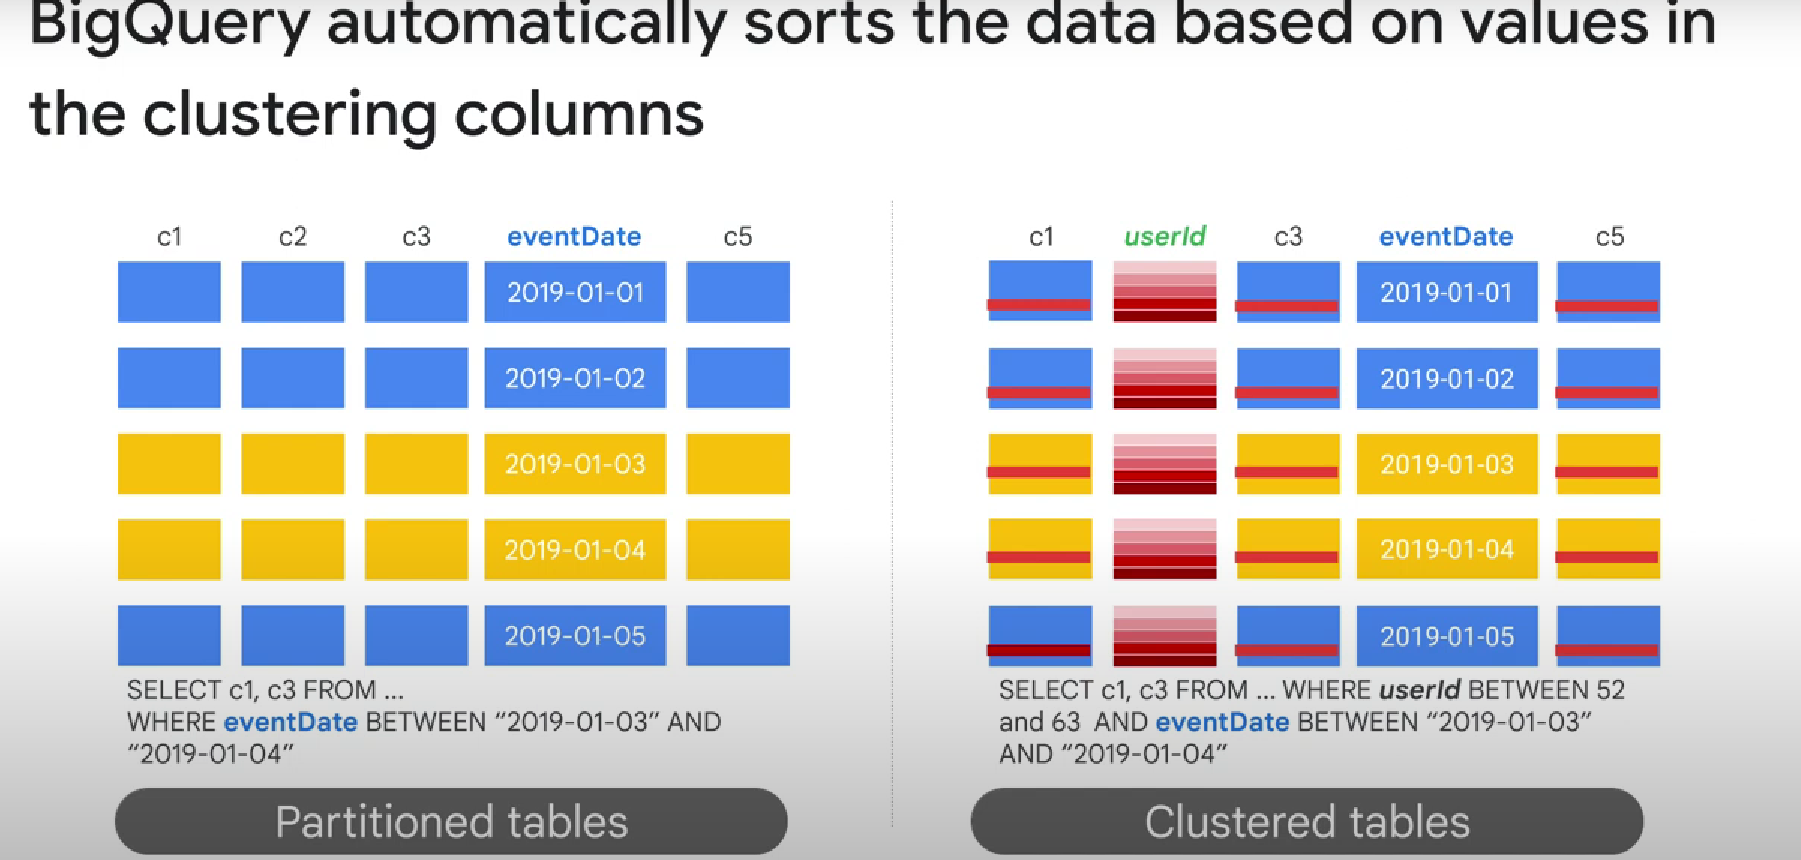 BigQuery automatically sorts the data based on values in
the clustering columns
c1 c2 c3 eventDate c5
2019-01-01
2019-01-02
2019-01-03
2019-01-04
2019-01-05
SELECT c1, c3 FROM ...
WHERE eventDate BETWEEN “2019-01-03” AND
“2019-01-04”
Partitioned tables
c1 userId c3 eventDate c5
2019-01-01
2019-01-02
2019-01-03
2019-01-04
2019-01-05
SELECT c1, c3 FROM ... WHERE userId BETWEEN 52
and 63 AND eventDate BETWEEN “2019-01-03”
AND “2019-01-04”
Clustered tables